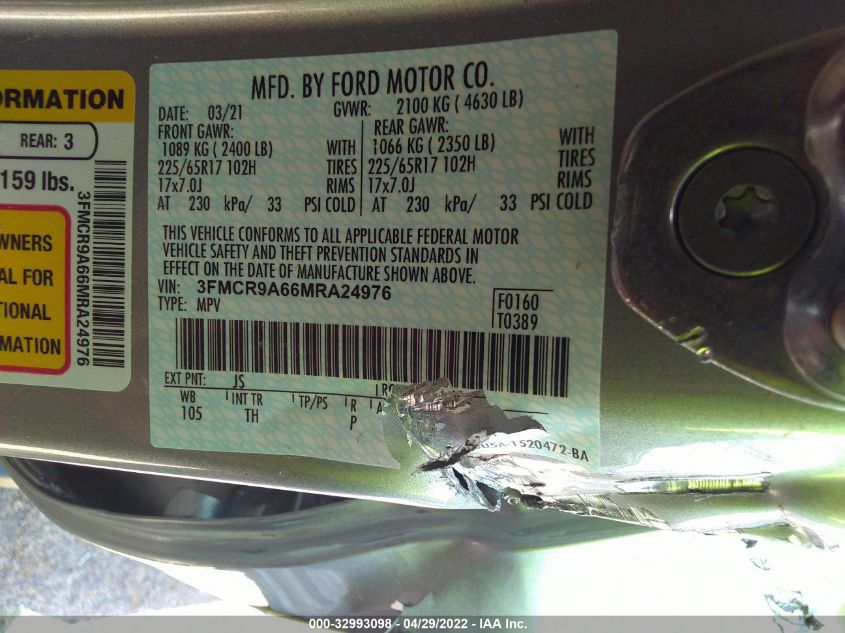 ORMATION
REAR: 3
159 lbs.
WNERS
AL FOR
TIONAL
MATION
3FMCR9A66MRA24976
MFD. BY FORD MOTOR CO.
DATE: 03/21 GVWR: 2100 KG ( 4630 LB)
FRONT GAWR: REAR GAWR:
1089 KG ( 2400 LB) WITH 1066 KG ( 2350 LB) WITH
225/65R17 102H TIRES 225/65R17 102H TIRES
17x7.0J RIMS 17x7.0J RIMS
AT 230 kPa/ 33 PSI COLD AT 230 kPa/ 33 PSI COLD
THIS VEHICLE CONFORMS TO ALL APPLICABLE FEDERAL MOTOR
VEHICLE SAFETY AND THEFT PREVENTION STANDARDS IN
EFFECT ON THE DATE OF MANUFACTURE SHOWN ABOVE.
VIN: 3FMCR9A66MRA24976
TYPE: MPV
F0160
T0389
EXT PNT: JS
WB INT TR TP/PS R
105 TH P
1520472-BA
000-32993098 - 04/29/2022 - IAA Inc.